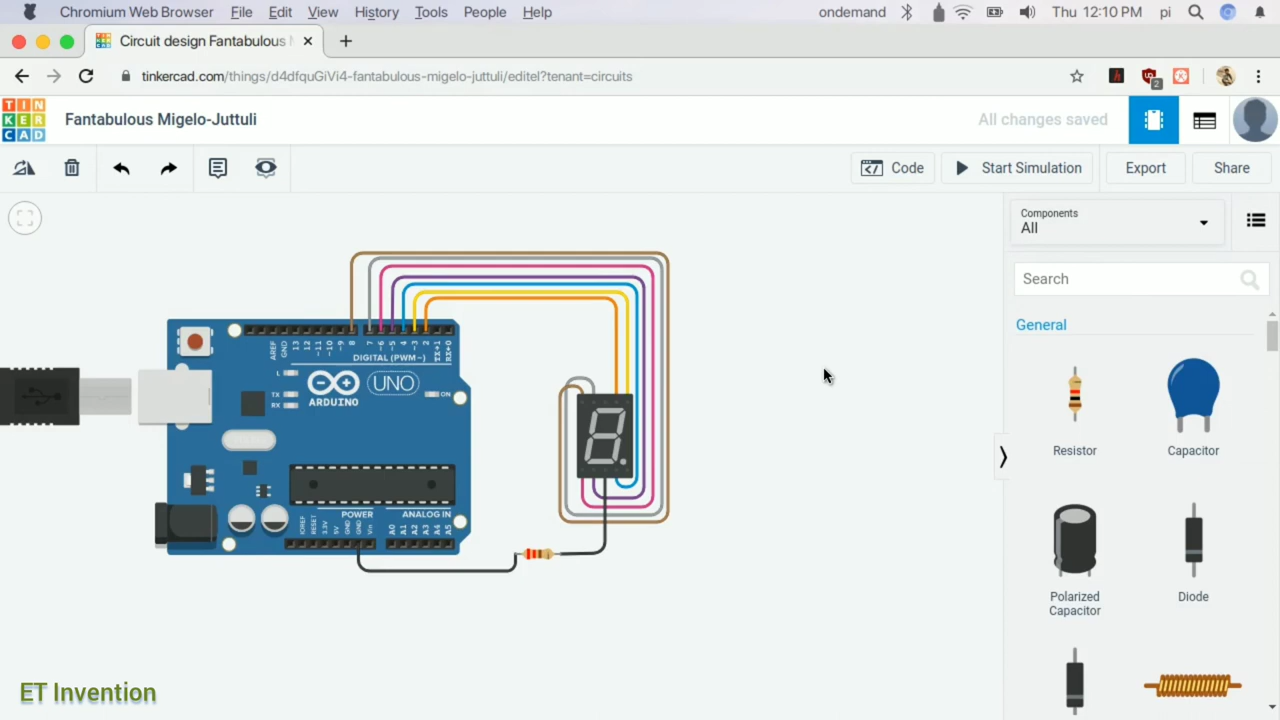 Chromium Web Browser File Edit View History Tools People Help ondemand Thu 12:10 PM pi
Circuit design Fantabulous M
tinkercad.com/things/d4dfquGiVi4-fantabulous-migelo-juttuli/editel?tenant=circuits
2
TIN
KER
CAD
Fantabulous Migelo-Juttuli
All changes saved
Code
Start Simulation
Export
Share
Components
All
Search
General
Resistor
Capacitor
Polarized
Capacitor
Diode
AREF
GND
13
12
~11
~10
~9
8
7
~6
~5
4
~3
2
TX→1
RX←0
DIGITAL (PWM~)
L
TX
RX
UNO
ARDUINO
ON
POWER
ANALOG IN
IOREF
RESET
3.3V
5V
GND
GND
Vin
A0
A1
A2
A3
A4
A5
ET Invention